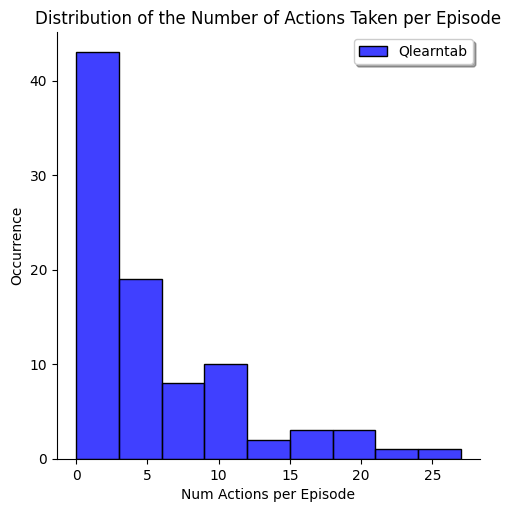 Distribution of the Number of Actions Taken per Episode
Qlearntab
Occurrence
40
30
20
10
0
0 5 10 15 20 25
Num Actions per Episode